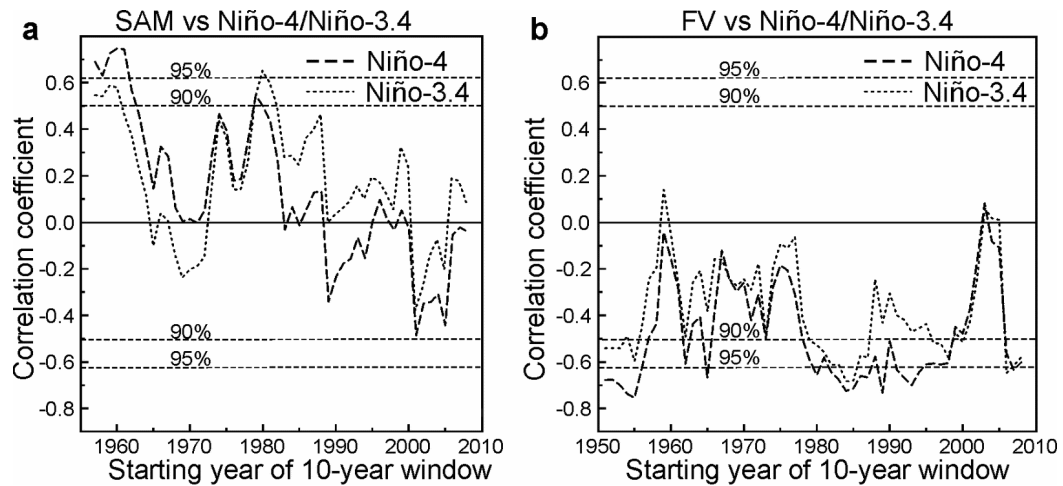 a
SAM vs Niño-4/Niño-3.4
Correlation coefficient
0.6
0.4
0.2
0.0
-0.2
-0.4
-0.6
-0.8
95%
90%
90%
95%
Niño-4
Niño-3.4
1960 1970 1980 1990 2000 2010
Starting year of 10-year window
b
FV vs Niño-4/Niño-3.4
Correlation coefficient
0.6
0.4
0.2
0.0
-0.2
-0.4
-0.6
-0.8
95%
90%
90%
95%
Niño-4
Niño-3.4
1950 1960 1970 1980 1990 2000 2010
Starting year of 10-year window